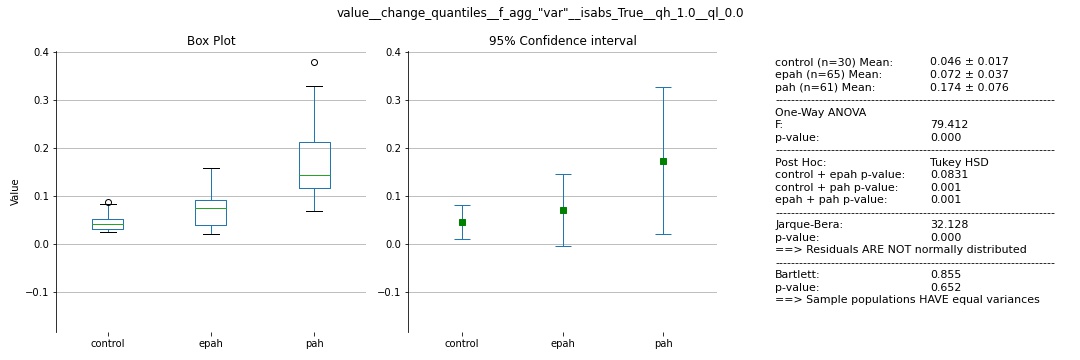 value__change_quantiles__f_agg_"var"__isabs_True__qh_1.0__ql_0.0
Box Plot
0.4
0.3
0.2
0.1
0.0
−0.1
Value
control
epah
pah
95% Confidence interval
0.4
0.3
0.2
0.1
0.0
−0.1
control
epah
pah
control (n=30) Mean: 0.046 ± 0.017
epah (n=65) Mean: 0.072 ± 0.037
pah (n=61) Mean: 0.174 ± 0.076
One-Way ANOVA
F: 79.412
p-value: 0.000
Post Hoc: Tukey HSD
control + epah p-value: 0.0831
control + pah p-value: 0.001
epah + pah p-value: 0.001
Jarque-Bera: 32.128
p-value: 0.000
==> Residuals ARE NOT normally distributed
Bartlett: 0.855
p-value: 0.652
==> Sample populations HAVE equal variances